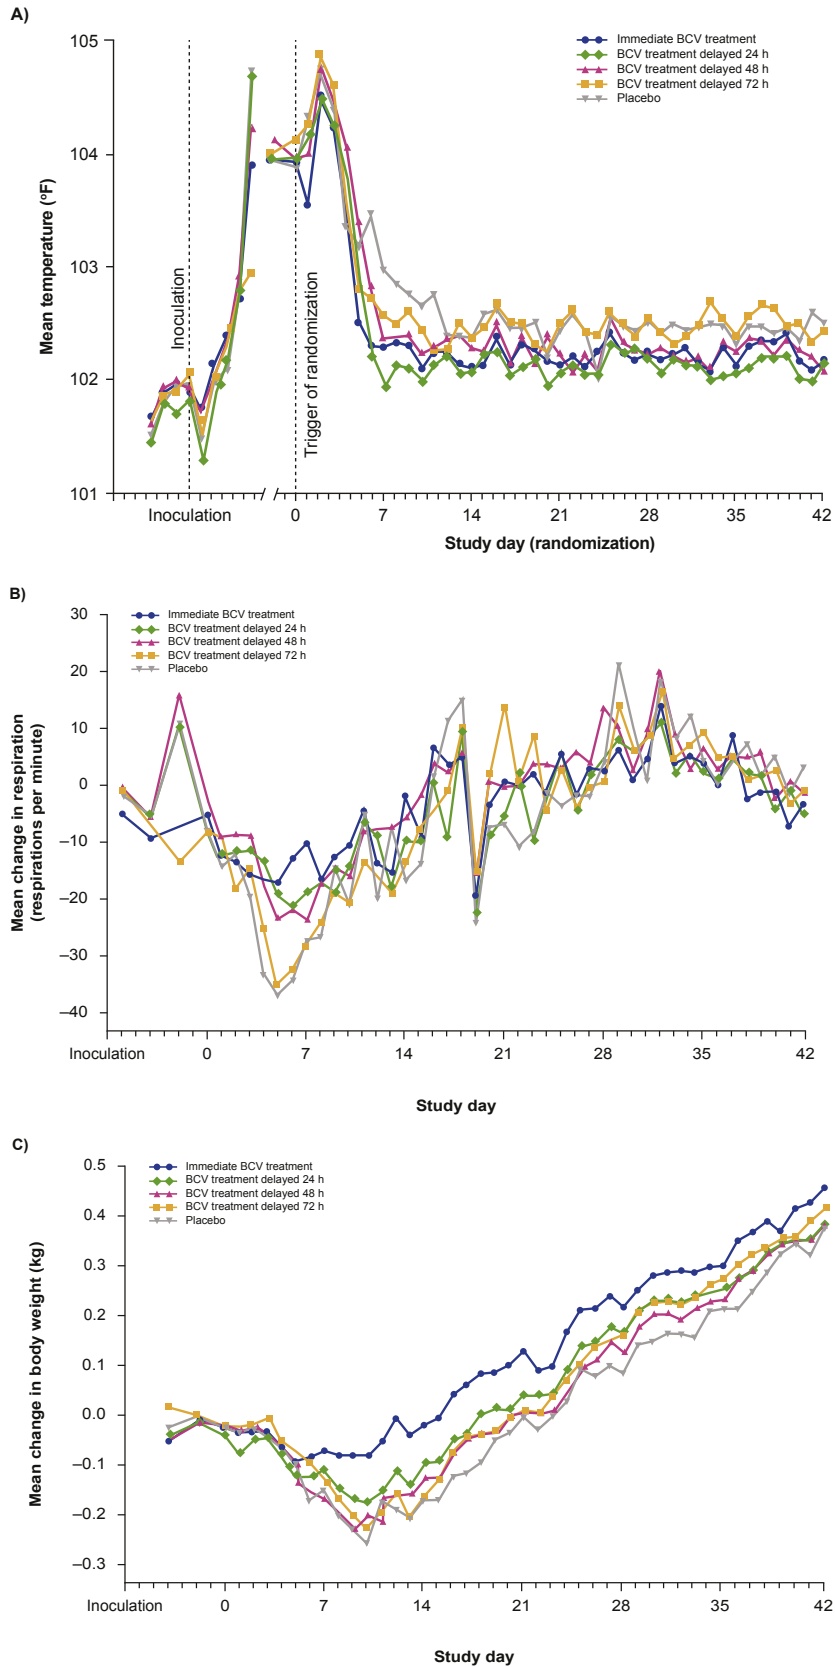 A)
Immediate BCV treatment
BCV treatment delayed 24 h
BCV treatment delayed 48 h
BCV treatment delayed 72 h
Placebo
Mean temperature (°F)
105
104
103
102
101
Inoculation
Trigger of randomization
Inoculation 0 7 14 21 28 35 42
Study day (randomization)
B)
Immediate BCV treatment
BCV treatment delayed 24 h
BCV treatment delayed 48 h
BCV treatment delayed 72 h
Placebo
Mean change in respiration
(respirations per minute)
30
20
10
0
–10
–20
–30
–40
Inoculation 0 7 14 21 28 35 42
Study day
C)
Immediate BCV treatment
BCV treatment delayed 24 h
BCV treatment delayed 48 h
BCV treatment delayed 72 h
Placebo
Mean change in body weight (kg)
0.5
0.4
0.3
0.2
0.1
0.0
–0.1
–0.2
–0.3
Inoculation 0 7 14 21 28 35 42
Study day